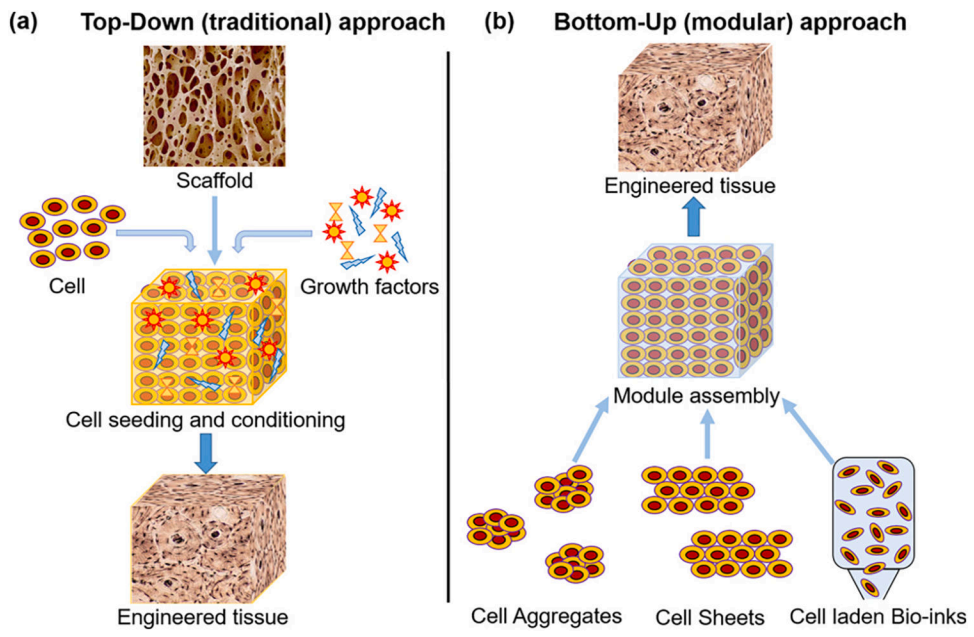 (a) Top-Down (traditional) approach
Scaffold
Cell
Growth factors
Cell seeding and conditioning
Engineered tissue
(b) Bottom-Up (modular) approach
Engineered tissue
Module assembly
Cell Aggregates
Cell Sheets
Cell laden Bio-inks